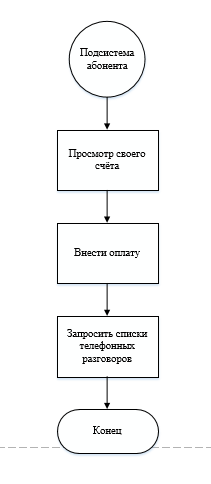 Подсистема
абонента
Просмотр своего
счёта
Внести оплату
Запросить списки
телефонных
разговоров
Конец